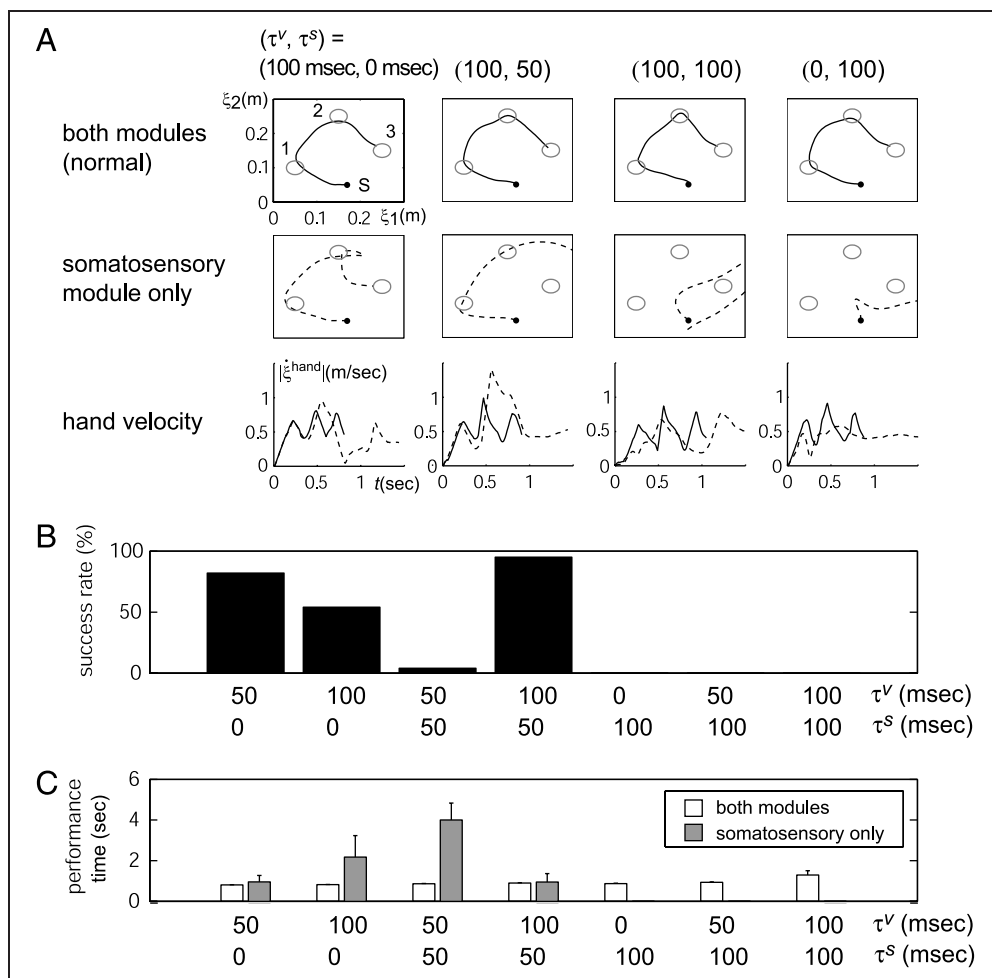 A
(τᵛ, τˢ) =
(100 msec, 0 msec) (100, 50) (100, 100) (0, 100)
both modules
(normal)
ξ2(m)
0.2
0.1
0
0 0.1 0.2 ξ1(m)
1 2 3 S
somatosensory
module only
hand velocity
|ξ̇ʰᵃⁿᵈ|(m/sec)
1 1 1 1
0.5 0.5 0.5 0.5
0 0 0 0
0 0.5 1 t(sec) 0 0.5 1 0 0.5 1 0 0.5 1
B
success rate (%)
100
50
0
50 100 50 100 0 50 100 τᵛ (msec)
0 0 50 50 100 100 100 τˢ (msec)
C
performance
time (sec)
6
4
2
0
both modules
somatosensory only
50 100 50 100 0 50 100 τᵛ (msec)
0 0 50 50 100 100 100 τˢ (msec)